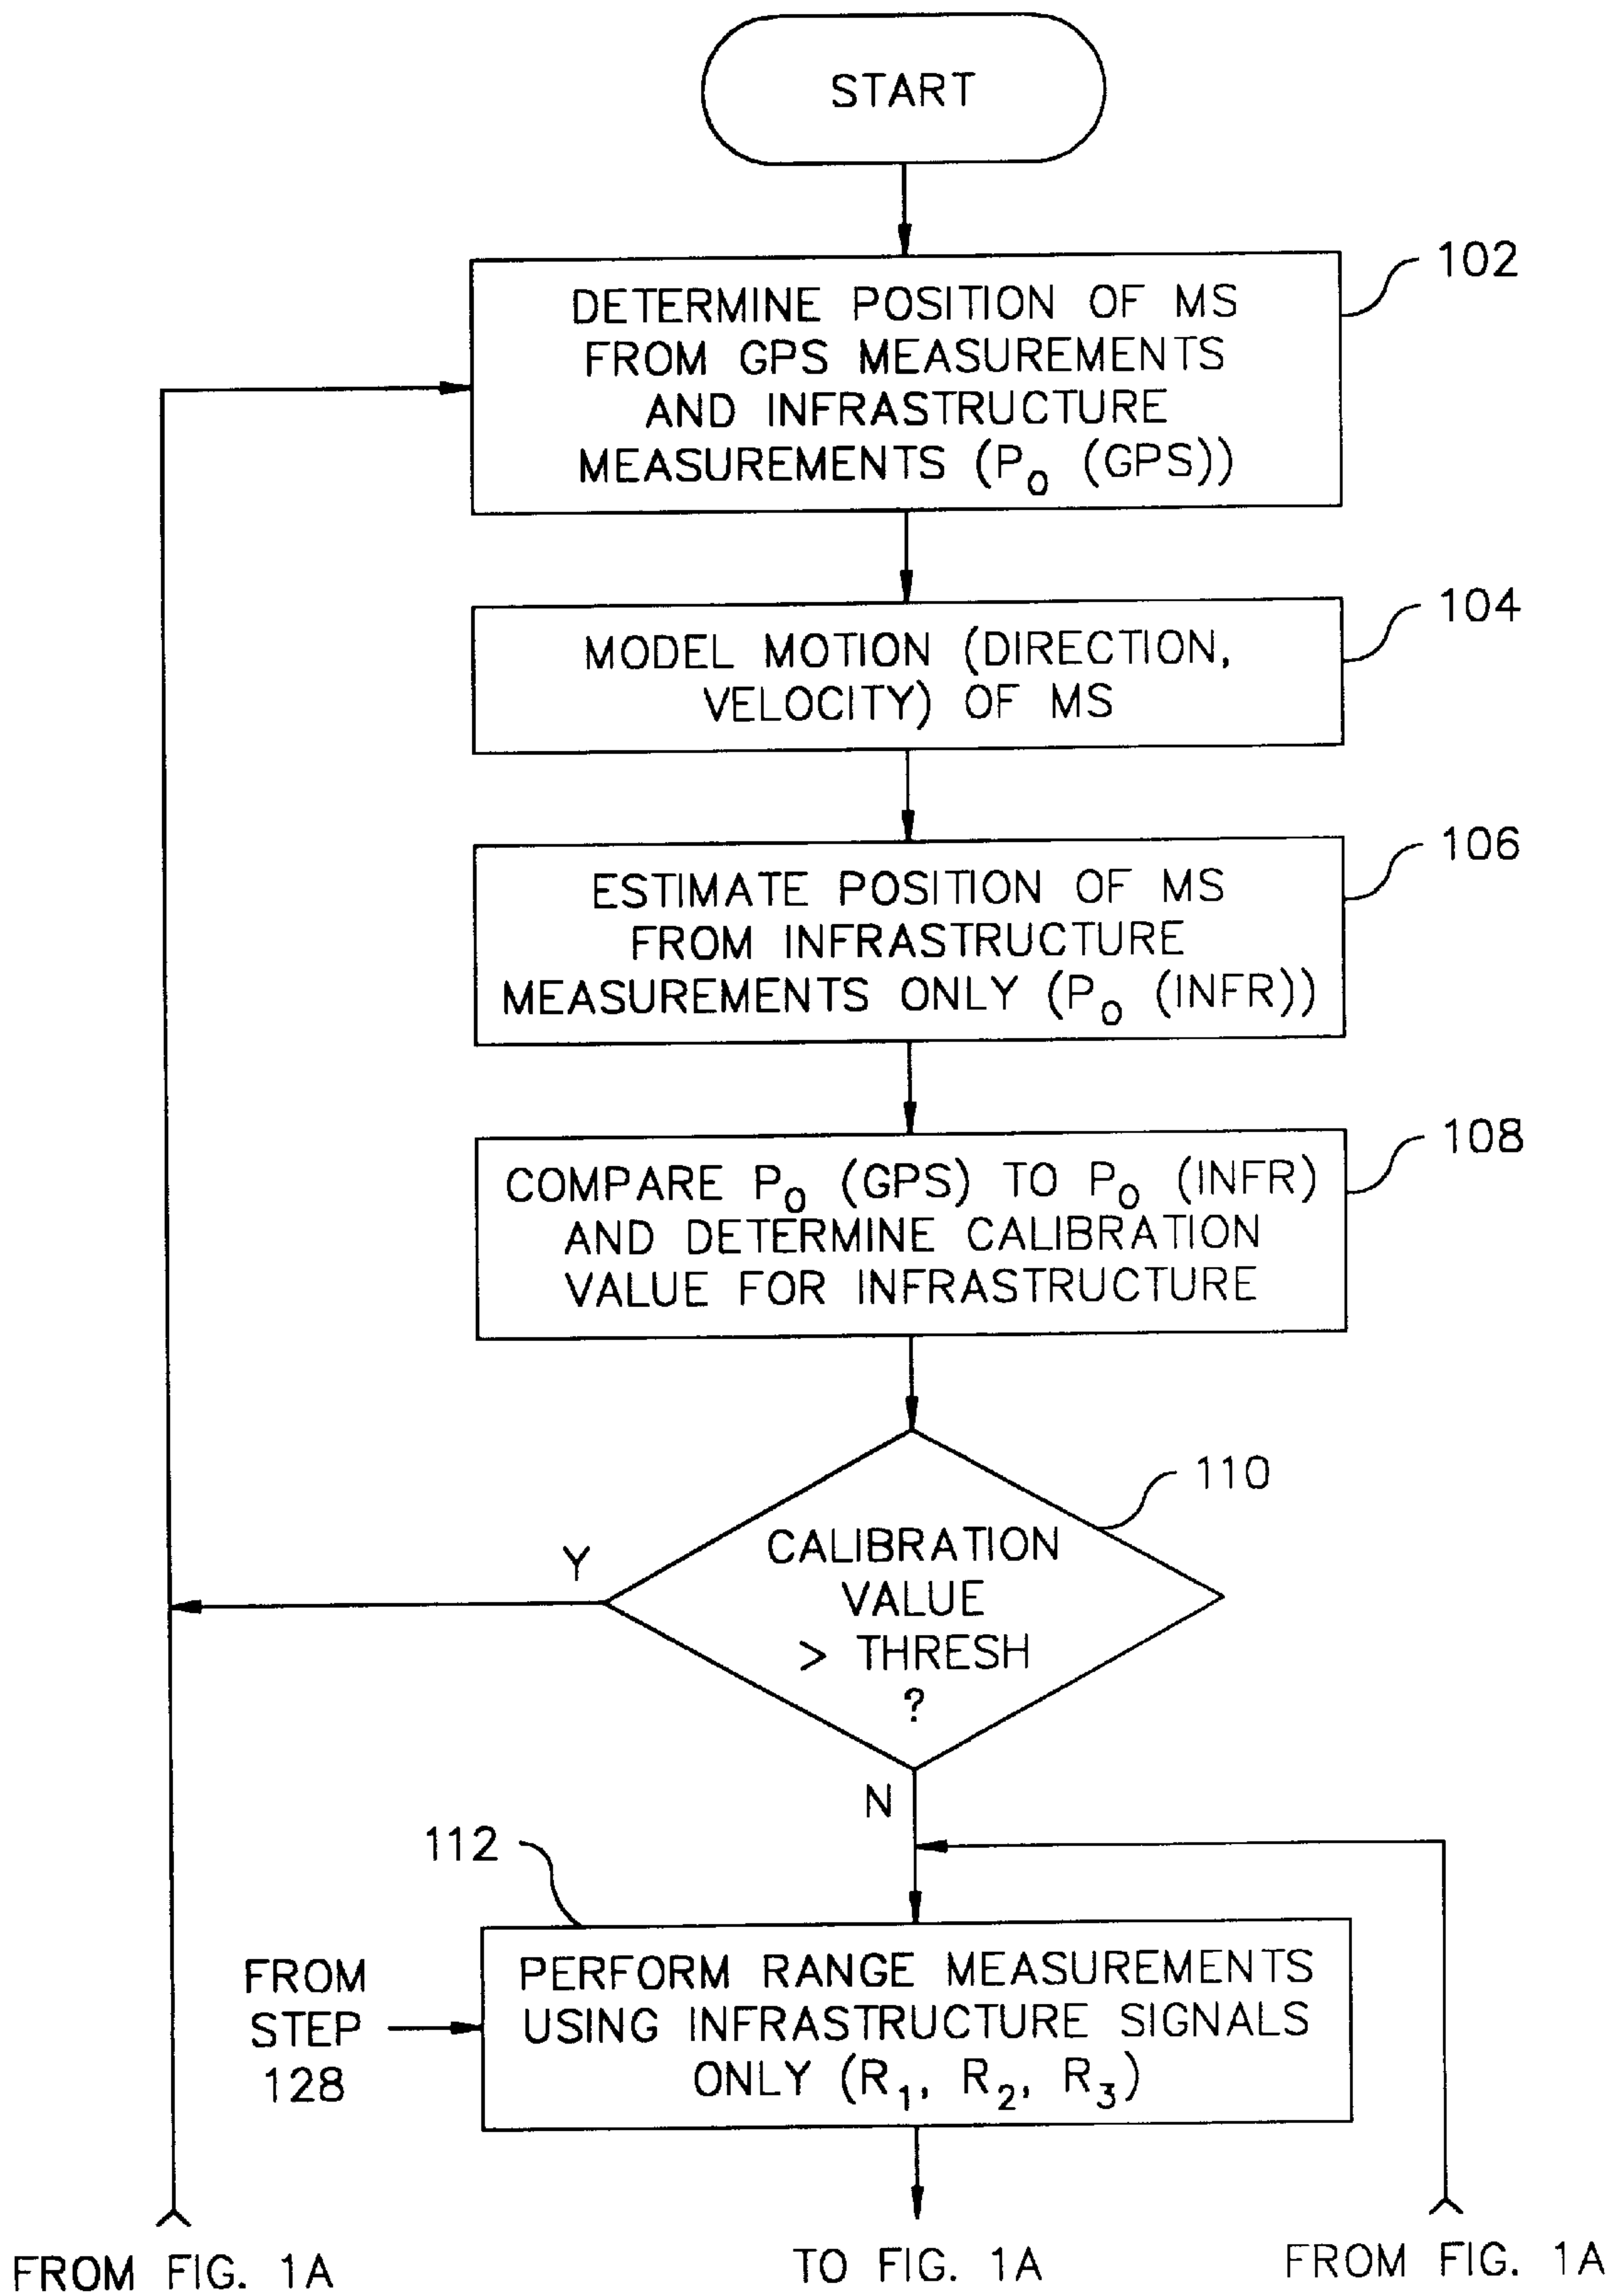 START
102
DETERMINE POSITION OF MS
FROM GPS MEASUREMENTS
AND INFRASTRUCTURE
MEASUREMENTS (P₀ (GPS))
104
MODEL MOTION (DIRECTION,
VELOCITY) OF MS
106
ESTIMATE POSITION OF MS
FROM INFRASTRUCTURE
MEASUREMENTS ONLY (P₀ (INFR))
108
COMPARE P₀ (GPS) TO P₀ (INFR)
AND DETERMINE CALIBRATION
VALUE FOR INFRASTRUCTURE
110
CALIBRATION
VALUE
> THRESH
?
Y
N
112
FROM
STEP
128
PERFORM RANGE MEASUREMENTS
USING INFRASTRUCTURE SIGNALS
ONLY (R₁, R₂, R₃)
FROM FIG. 1A
TO FIG. 1A
FROM FIG. 1A